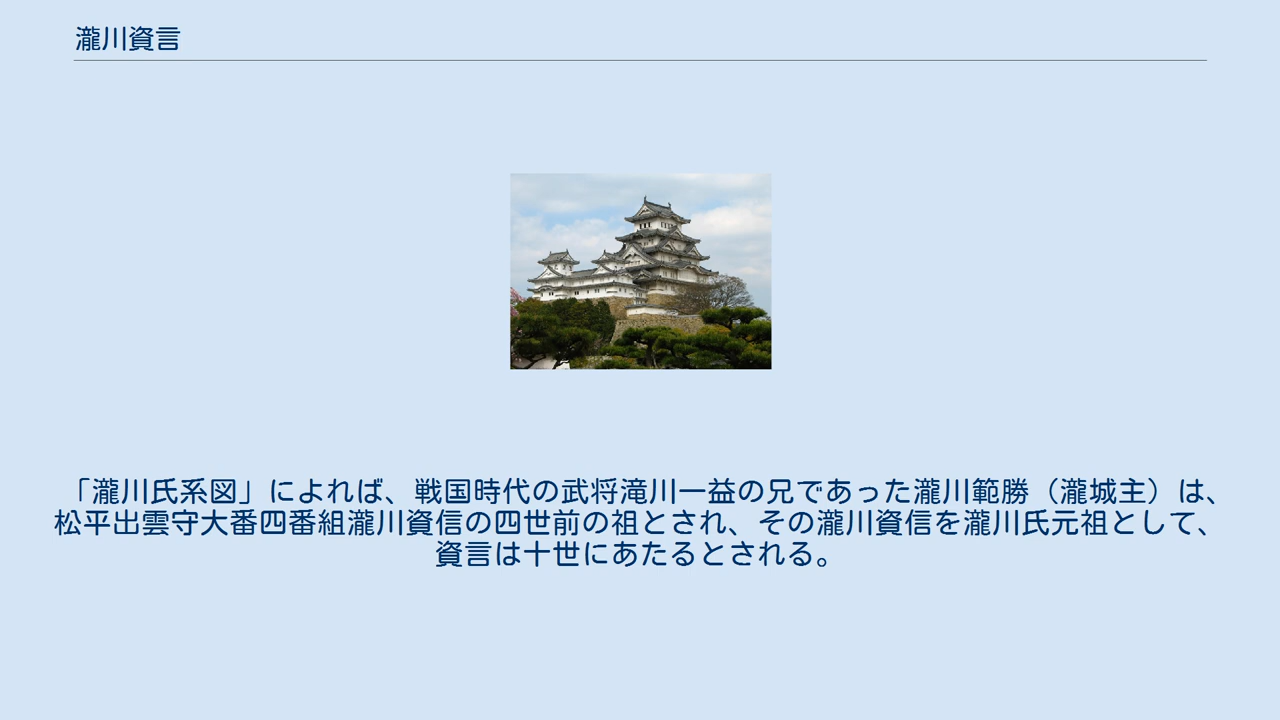 瀧川資言
「瀧川氏系図」によれば、戦国時代の武将滝川一益の兄であった瀧川範勝（瀧城主）は、
松平出雲守大番四番組瀧川資信の四世前の祖とされ、その瀧川資信を瀧川氏元祖として、
資言は十世にあたるとされる。